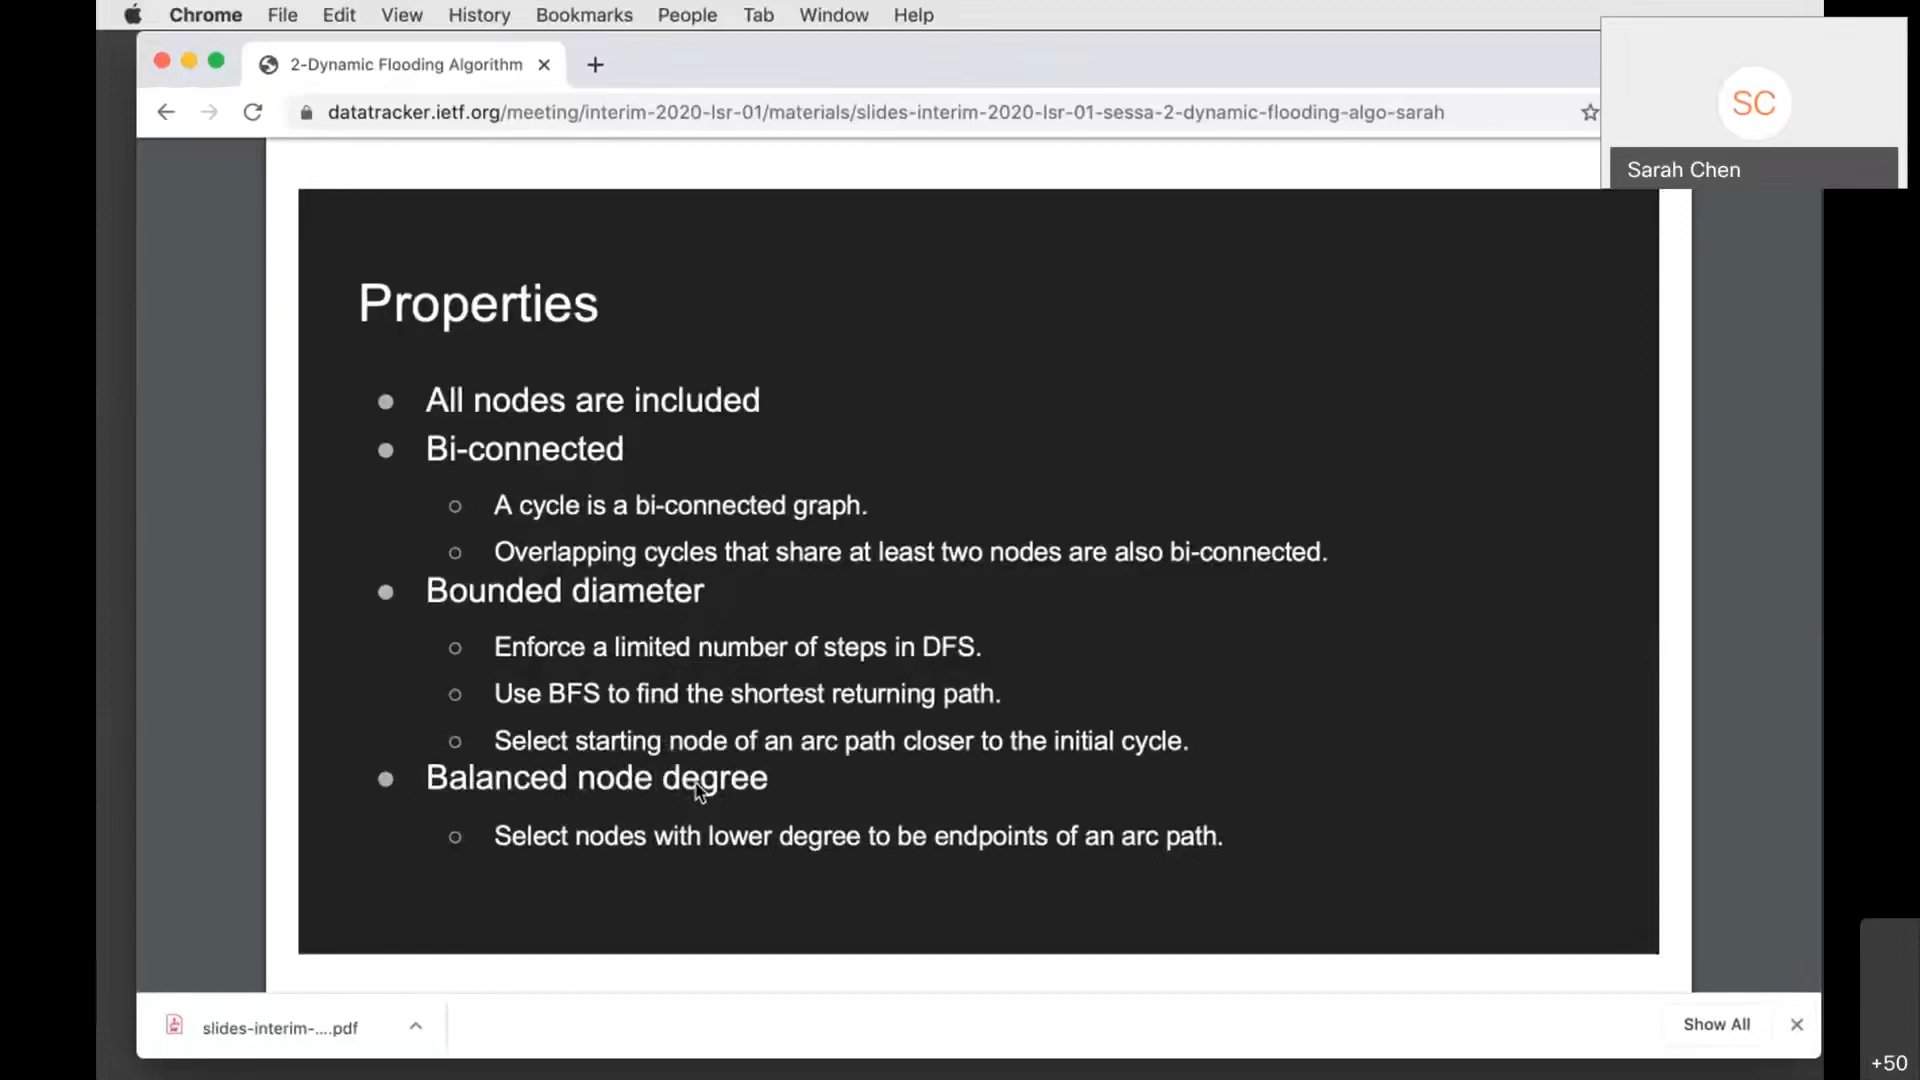 Chrome File Edit View History Bookmarks People Tab Window Help
2-Dynamic Flooding Algorithm
datatracker.ietf.org/meeting/interim-2020-lsr-01/materials/slides-interim-2020-lsr-01-sessa-2-dynamic-flooding-algo-sarah
SC
Sarah Chen
Properties
All nodes are included
Bi-connected
A cycle is a bi-connected graph.
Overlapping cycles that share at least two nodes are also bi-connected.
Bounded diameter
Enforce a limited number of steps in DFS.
Use BFS to find the shortest returning path.
Select starting node of an arc path closer to the initial cycle.
Balanced node degree
Select nodes with lower degree to be endpoints of an arc path.
slides-interim-....pdf
Show All
+50